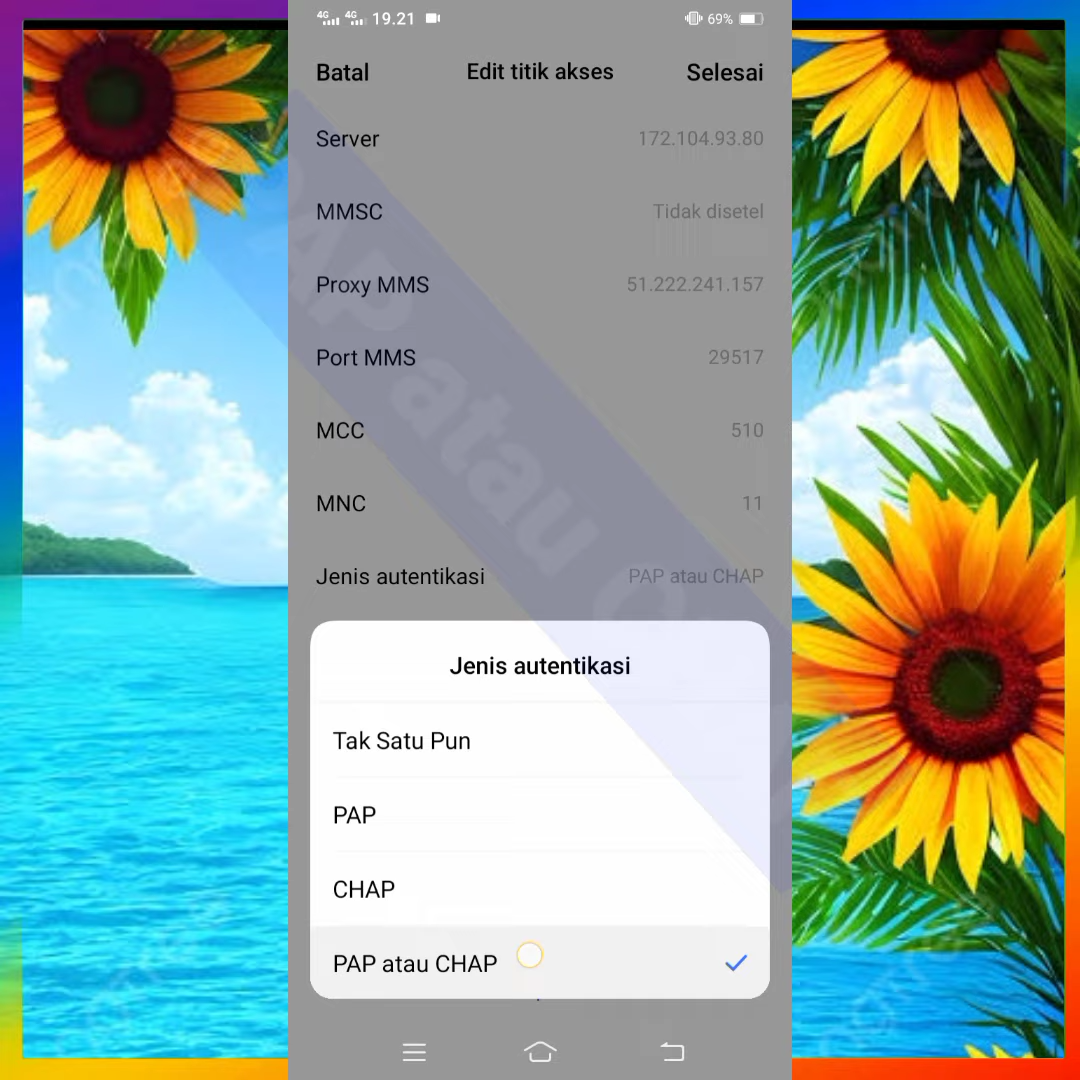 4G 4G 19.21 69%
Batal Edit titik akses Selesai
Server 172.104.93.80
MMSC Tidak disetel
Proxy MMS 51.222.241.157
Port MMS 29517
MCC 510
MNC 11
Jenis autentikasi PAP atau CHAP
PAP atau C
Jenis autentikasi
Tak Satu Pun
PAP
CHAP
PAP atau CHAP